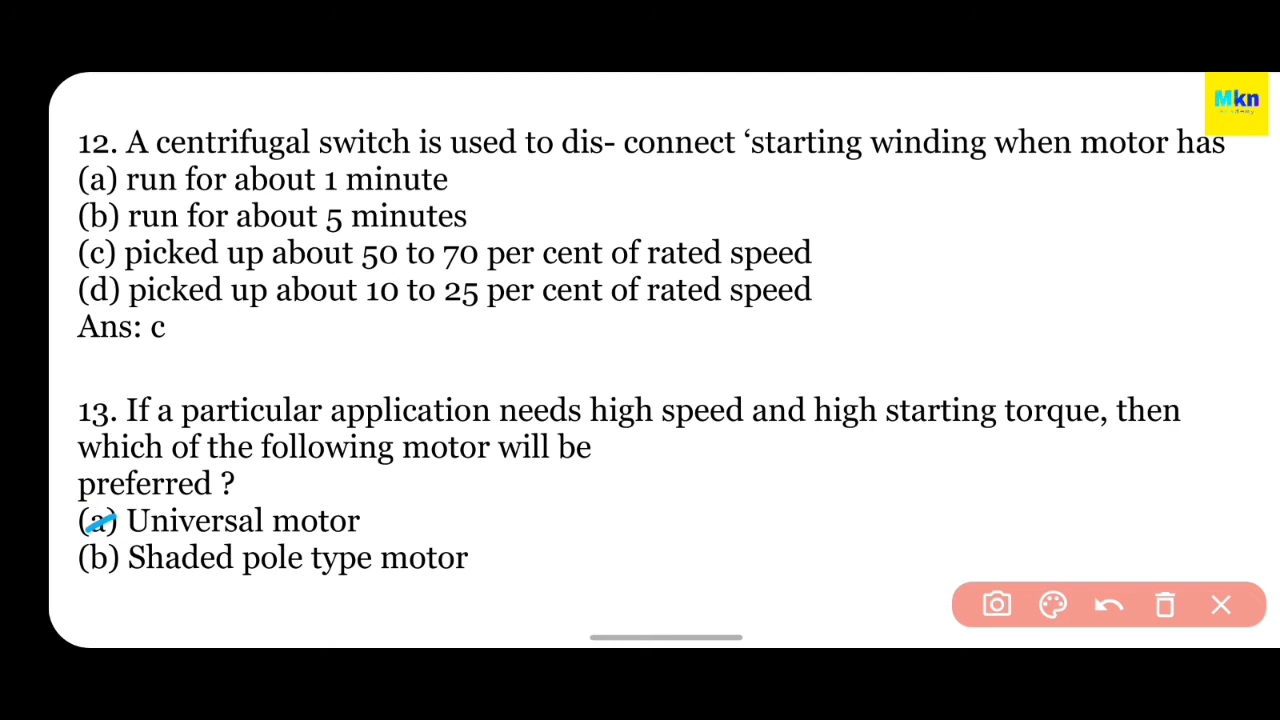 Mkn
Academy
12. A centrifugal switch is used to dis- connect ‘starting winding when motor has
(a) run for about 1 minute
(b) run for about 5 minutes
(c) picked up about 50 to 70 per cent of rated speed
(d) picked up about 10 to 25 per cent of rated speed
Ans: c
13. If a particular application needs high speed and high starting torque, then
which of the following motor will be
preferred ?
(a) Universal motor
(b) Shaded pole type motor